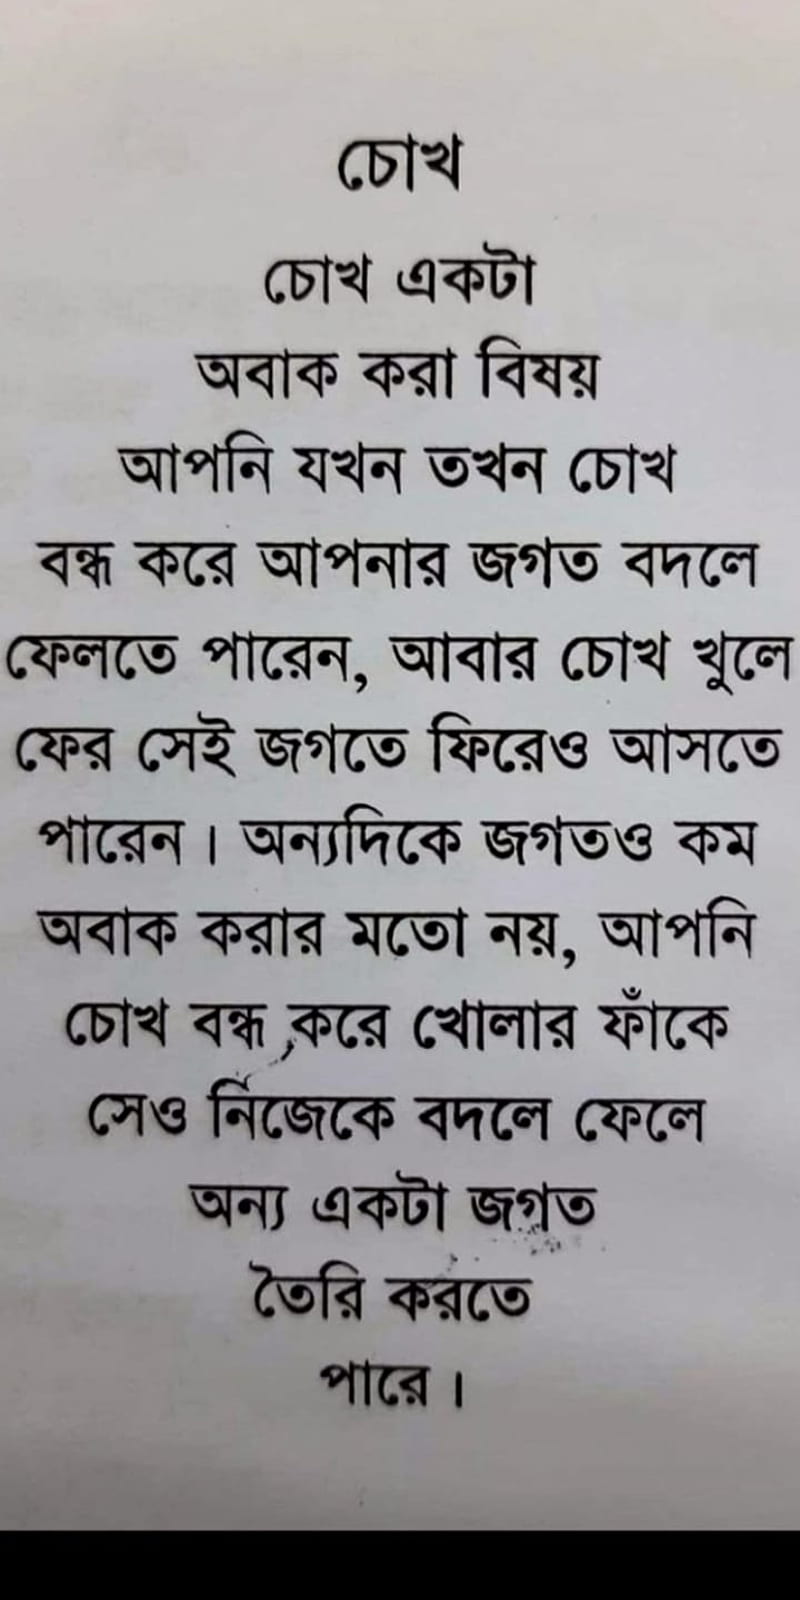 চোখ
চোখ একটা
অবাক করা বিষয়
আপনি যখন তখন চোখ
বন্ধ করে আপনার জগত বদলে
ফেলতে পারেন, আবার চোখ খুলে
ফের সেই জগতে ফিরেও আসতে
পারেন। অন্যদিকে জগতও কম
অবাক করার মতো নয়, আপনি
চোখ বন্ধ করে খোলার ফাঁকে
সেও নিজেকে বদলে ফেলে
অন্য একটা জগত
তৈরি করতে
পারে।